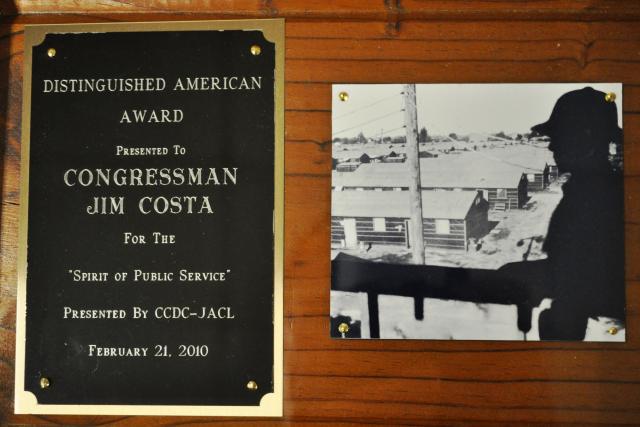 DISTINGUISHED AMERICAN
AWARD
PRESENTED TO
CONGRESSMAN
JIM COSTA
FOR THE
"SPIRIT OF PUBLIC SERVICE"
PRESENTED BY CCDC-JACL
FEBRUARY 21, 2010